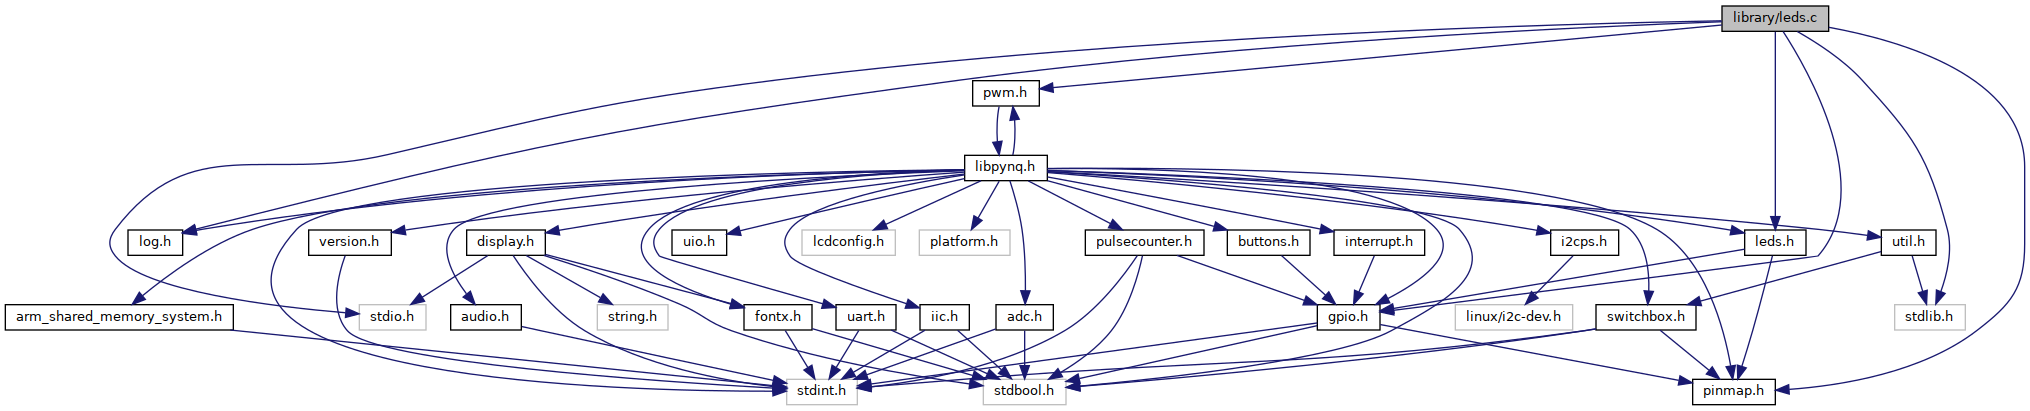 library/leds.c
pwm.h
libpynq.h
log.h
version.h
display.h
uio.h
lcdconfig.h
platform.h
pulsecounter.h
buttons.h
interrupt.h
i2cps.h
leds.h
util.h
arm_shared_memory_system.h
stdio.h
audio.h
string.h
fontx.h
uart.h
iic.h
adc.h
gpio.h
linux/i2c-dev.h
switchbox.h
stdlib.h
stdint.h
stdbool.h
pinmap.h